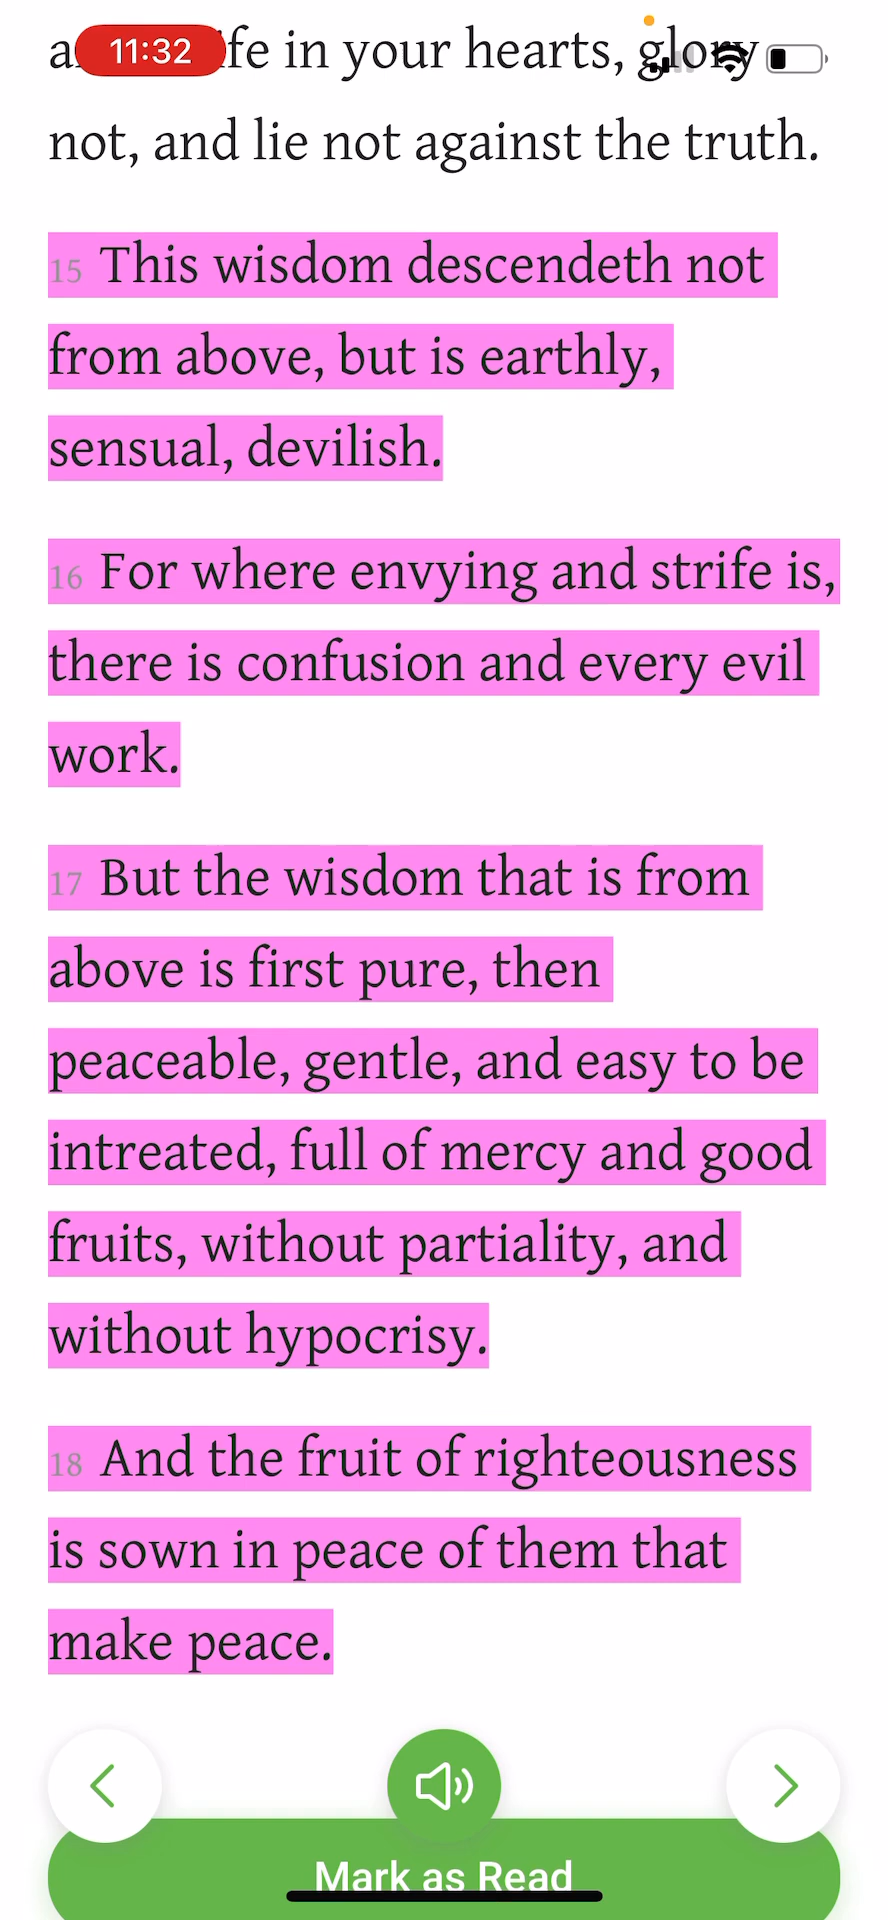 11:32
fe in your hearts, glory
not, and lie not against the truth.
15 This wisdom descendeth not
from above, but is earthly,
sensual, devilish.
16 For where envying and strife is,
there is confusion and every evil
work.
17 But the wisdom that is from
above is first pure, then
peaceable, gentle, and easy to be
intreated, full of mercy and good
fruits, without partiality, and
without hypocrisy.
18 And the fruit of righteousness
is sown in peace of them that
make peace.
Mark as Read